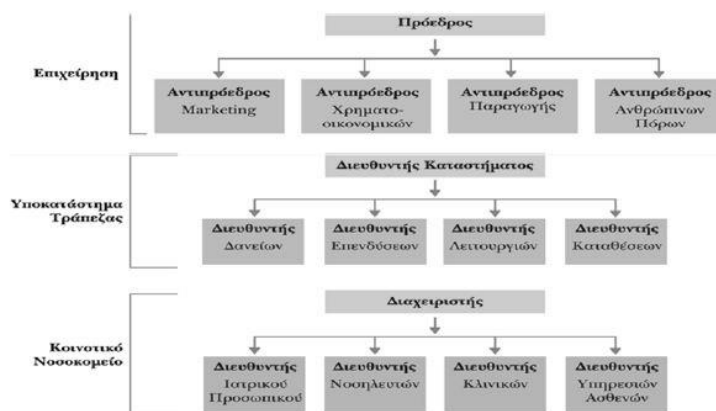 Πρόεδρος
Επιχείρηση
Αντιπρόεδρος Αντιπρόεδρος Αντιπρόεδρος Αντιπρόεδρος
Marketing Χρηματο- Παραγωγής Ανθρώπινων
οικονομικών Πόρων
Διευθυντής Καταστήματος
Υποκατάστημα
Τράπεζας
Διευθυντής Διευθυντής Διευθυντής Διευθυντής
Δανείων Επενδύσεων Λειτουργιών Καταθέσεων
Διαχειριστής
Κοινοτικό
Νοσοκομείο
Διευθυντής Διευθυντής Διευθυντής Διευθυντής
Ιατρικού Νοσηλευτών Κλινικών Υπηρεσιών
Προσωπικού Ασθενών